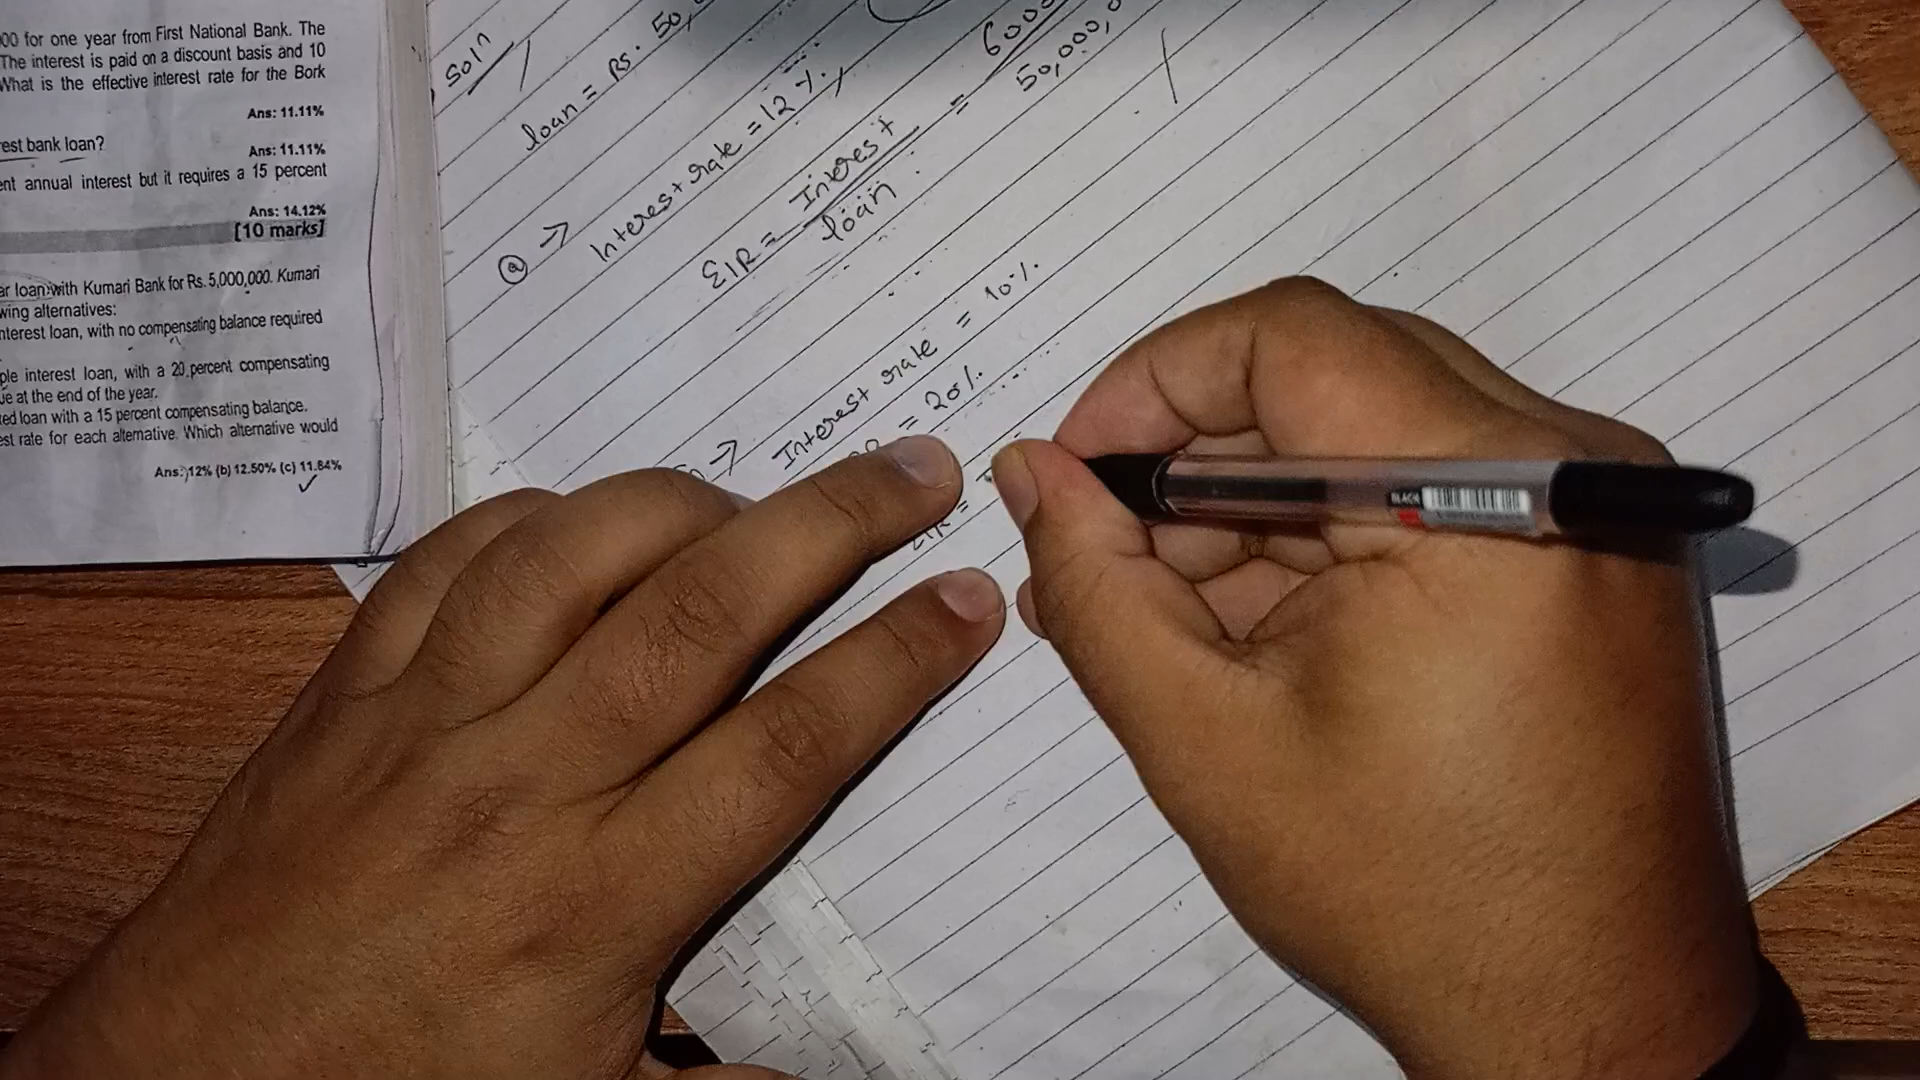 00 for one year from First National Bank. The
The interest is paid on a discount basis and 10
What is the effective interest rate for the Bork
Ans: 11.11%
rest bank loan?
Ans: 11.11%
ent annual interest but it requires a 15 percent
Ans: 14.12%
[10 marks]
ar loan with Kumari Bank for Rs. 5,000,000. Kumari
wing alternatives:
nterest loan, with no compensating balance required
ple interest loan, with a 20 percent compensating
ue at the end of the year.
ted loan with a 15 percent compensating balance.
est rate for each alternative. Which alternative would
Ans: 12% (b) 12.50% (c) 11.84%
Soln
loan = Rs. 50,
(a) → Interest rate = 12%.
EIR = Interest / loan = 6000 / 50,000,0
→ Interest rate = 10%.
= 20%.
EIR =
BLACK